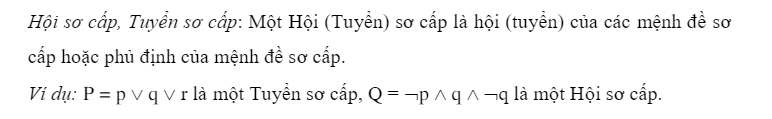 Hội sơ cấp, Tuyển sơ cấp: Một Hội (Tuyển) sơ cấp là hội (tuyển) của các mệnh đề sơ
cấp hoặc phủ định của mệnh đề sơ cấp.
Ví dụ: P = p ∨ q ∨ r là một Tuyển sơ cấp, Q = ¬p ∧ q ∧ ¬q là một Hội sơ cấp.